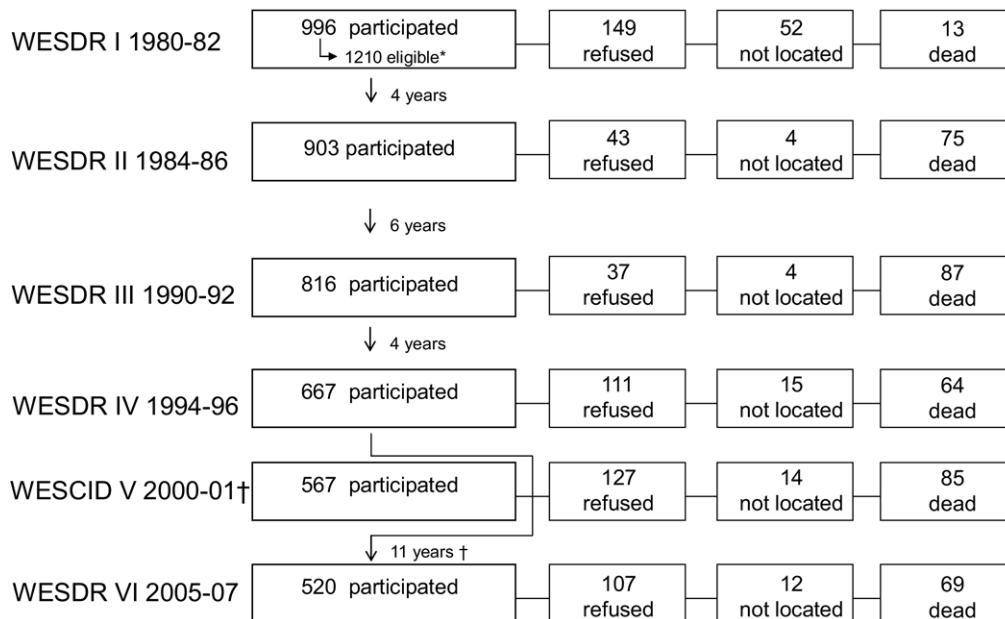 WESDR I 1980-82
996 participated
1210 eligible*
149
refused
52
not located
13
dead
4 years
WESDR II 1984-86
903 participated
43
refused
4
not located
75
dead
6 years
WESDR III 1990-92
816 participated
37
refused
4
not located
87
dead
4 years
WESDR IV 1994-96
667 participated
111
refused
15
not located
64
dead
WESCID V 2000-01†
567 participated
127
refused
14
not located
85
dead
11 years †
WESDR VI 2005-07
520 participated
107
refused
12
not located
69
dead